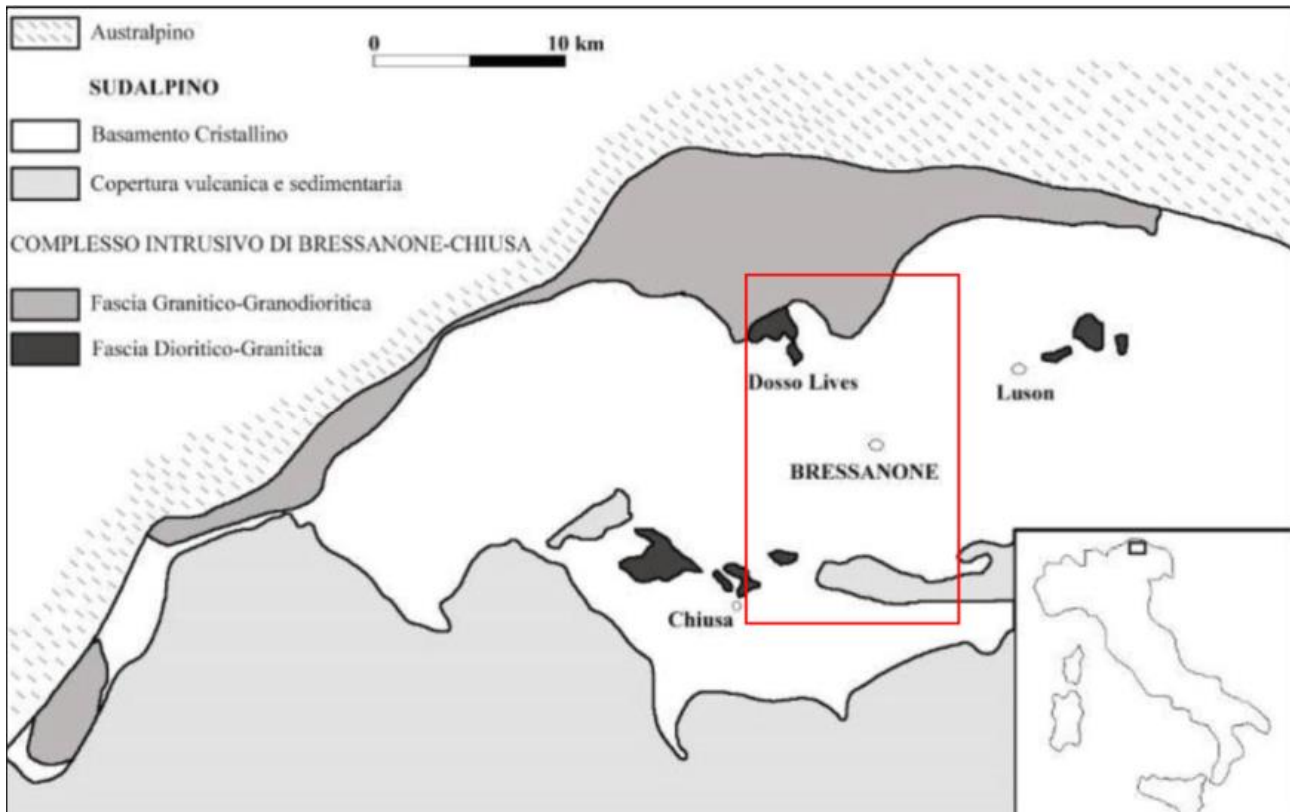 Australpino
0 10 km
SUDALPINO
Basamento Cristallino
Copertura vulcanica e sedimentaria
COMPLESSO INTRUSIVO DI BRESSANONE-CHIUSA
Fascia Granitico-Granodioritica
Fascia Dioritico-Granitica
Dosso Lives
Luson
BRESSANONE
Chiusa